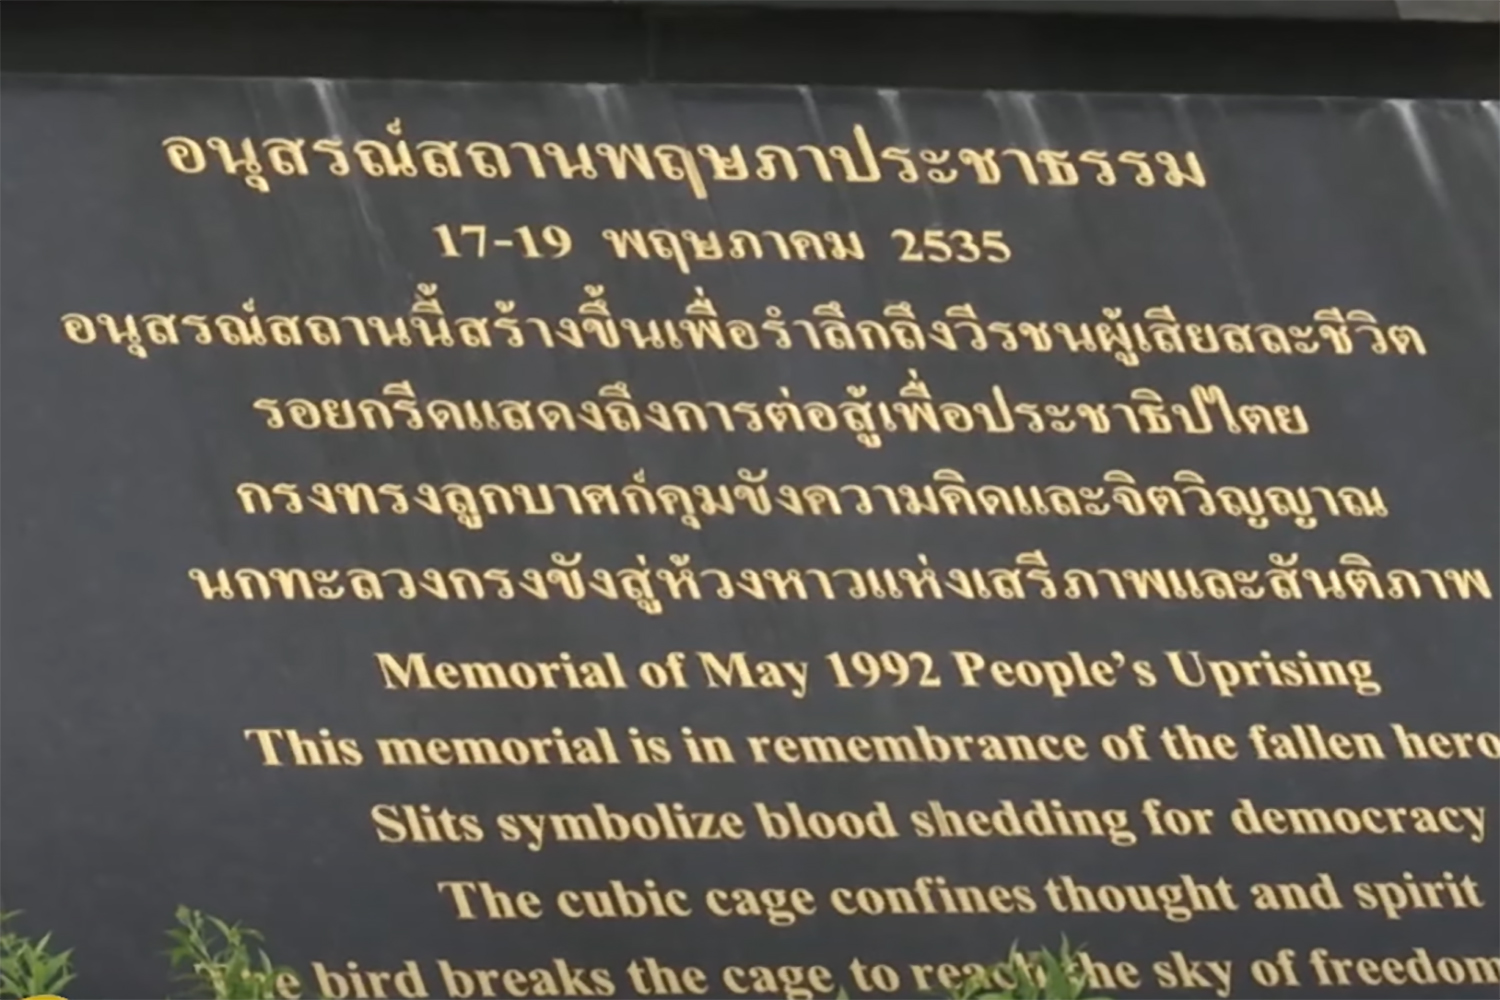 อนุสรณ์สถานพฤษภาประชาธรรม
17-19 พฤษภาคม 2535
อนุสรณ์สถานนี้สร้างขึ้นเพื่อรำลึกถึงวีรชนผู้เสียสละชีวิต
รอยกรีดแสดงถึงการต่อสู้เพื่อประชาธิปไตย
กรงทรงลูกบาศก์คุมขังความคิดและจิตวิญญาณ
นกทะลวงกรงขังสู่ห้วงหาวแห่งเสรีภาพและสันติภาพ
Memorial of May 1992 People's Uprising
This memorial is in remembrance of the fallen
Slits symbolize blood shedding for democracy
The cubic cage confines thought and spirit
bird breaks the cage to the sky of freedom